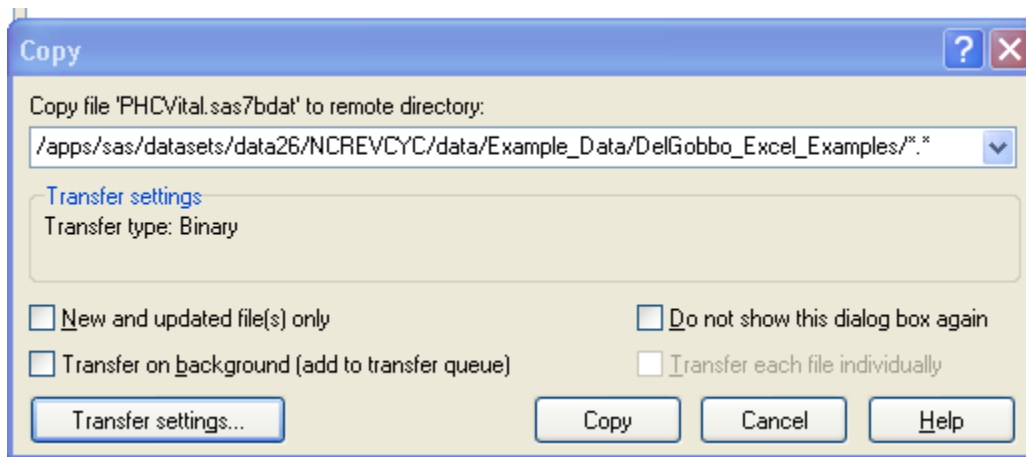 Copy
Copy file 'PHCVital.sas7bdat' to remote directory:
/apps/sas/datasets/data26/NCREVCYC/data/Example_Data/DelGobbo_Excel_Examples/*.*
Transfer settings
Transfer type: Binary
New and updated file(s) only
Do not show this dialog box again
Transfer on background (add to transfer queue)
Transfer each file individually
Transfer settings...
Copy
Cancel
Help